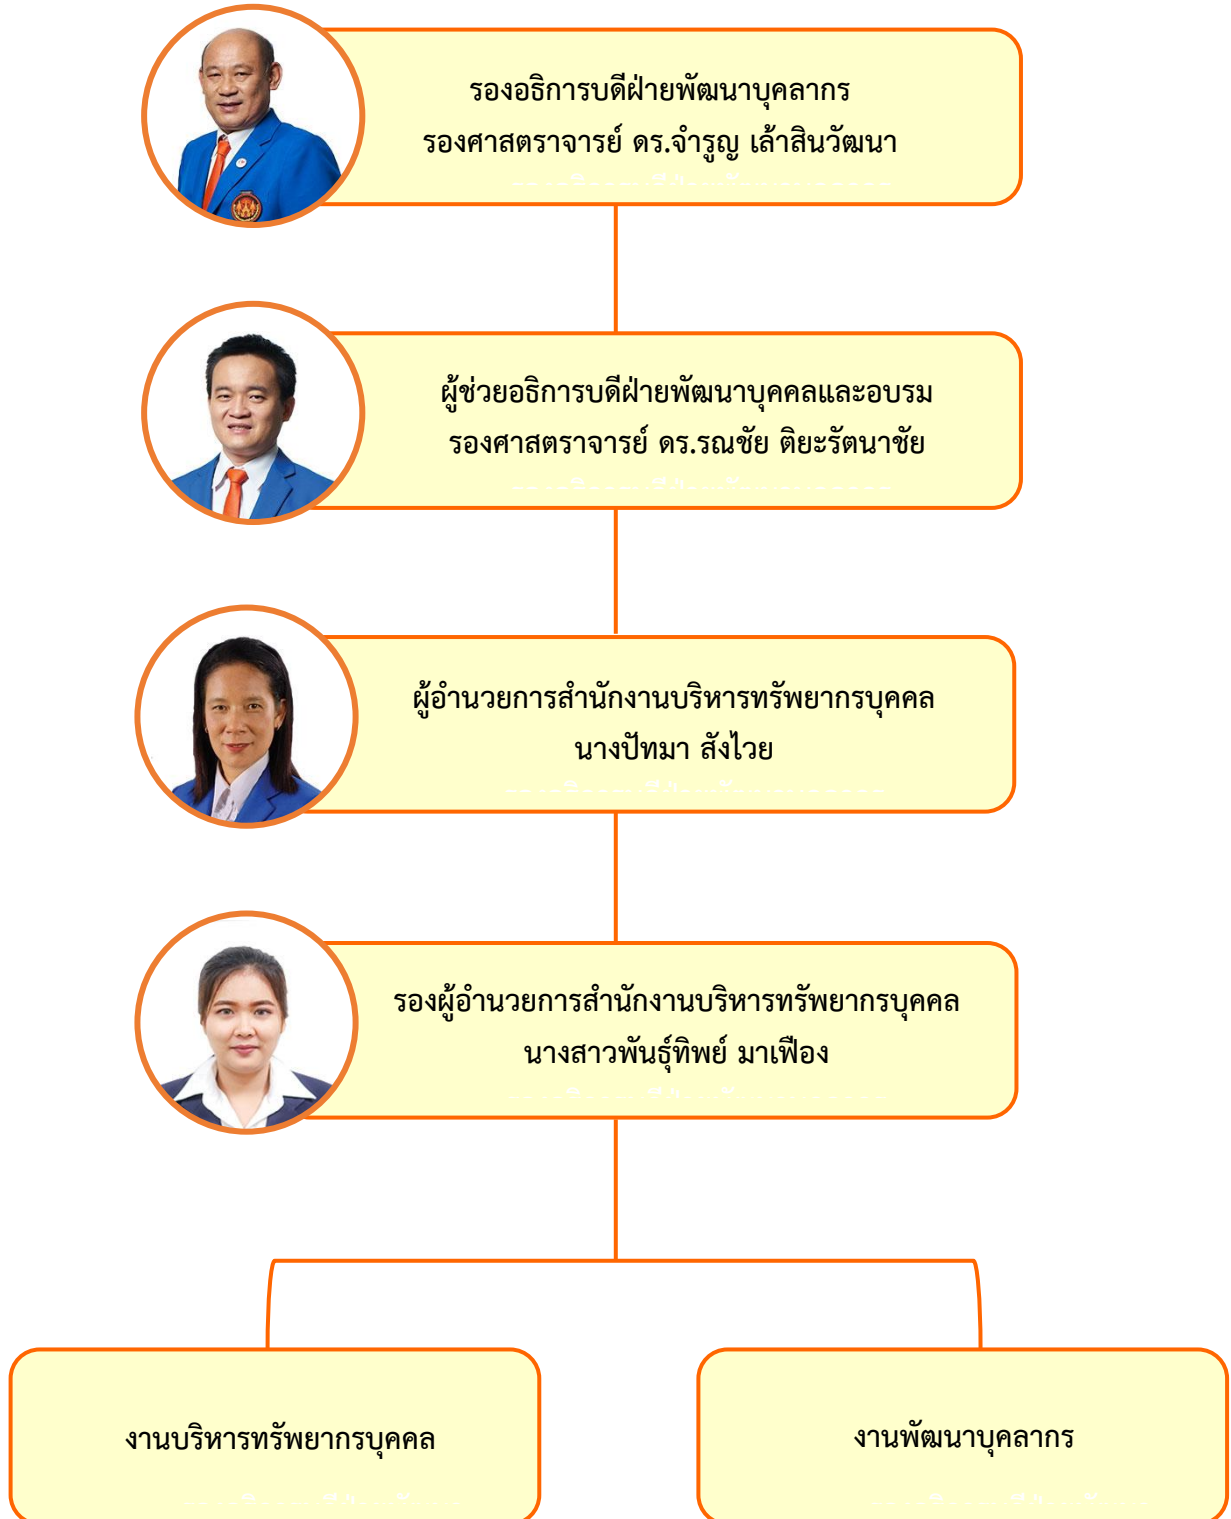 รองอธิการบดีฝ่ายพัฒนาบุคลากร
รองศาสตราจารย์ ดร.จำรูญ เล้าสินวัฒนา
ผู้ช่วยอธิการบดีฝ่ายพัฒนาบุคคลและอบรม
รองศาสตราจารย์ ดร.รณชัย ติยะรัตนาชัย
ผู้อำนวยการสำนักงานบริหารทรัพยากรบุคคล
นางปัทมา สังไวย
รองผู้อำนวยการสำนักงานบริหารทรัพยากรบุคคล
นางสาวพันธุ์ทิพย์ มาเฟือง
งานบริหารทรัพยากรบุคคล
งานพัฒนาบุคลากร